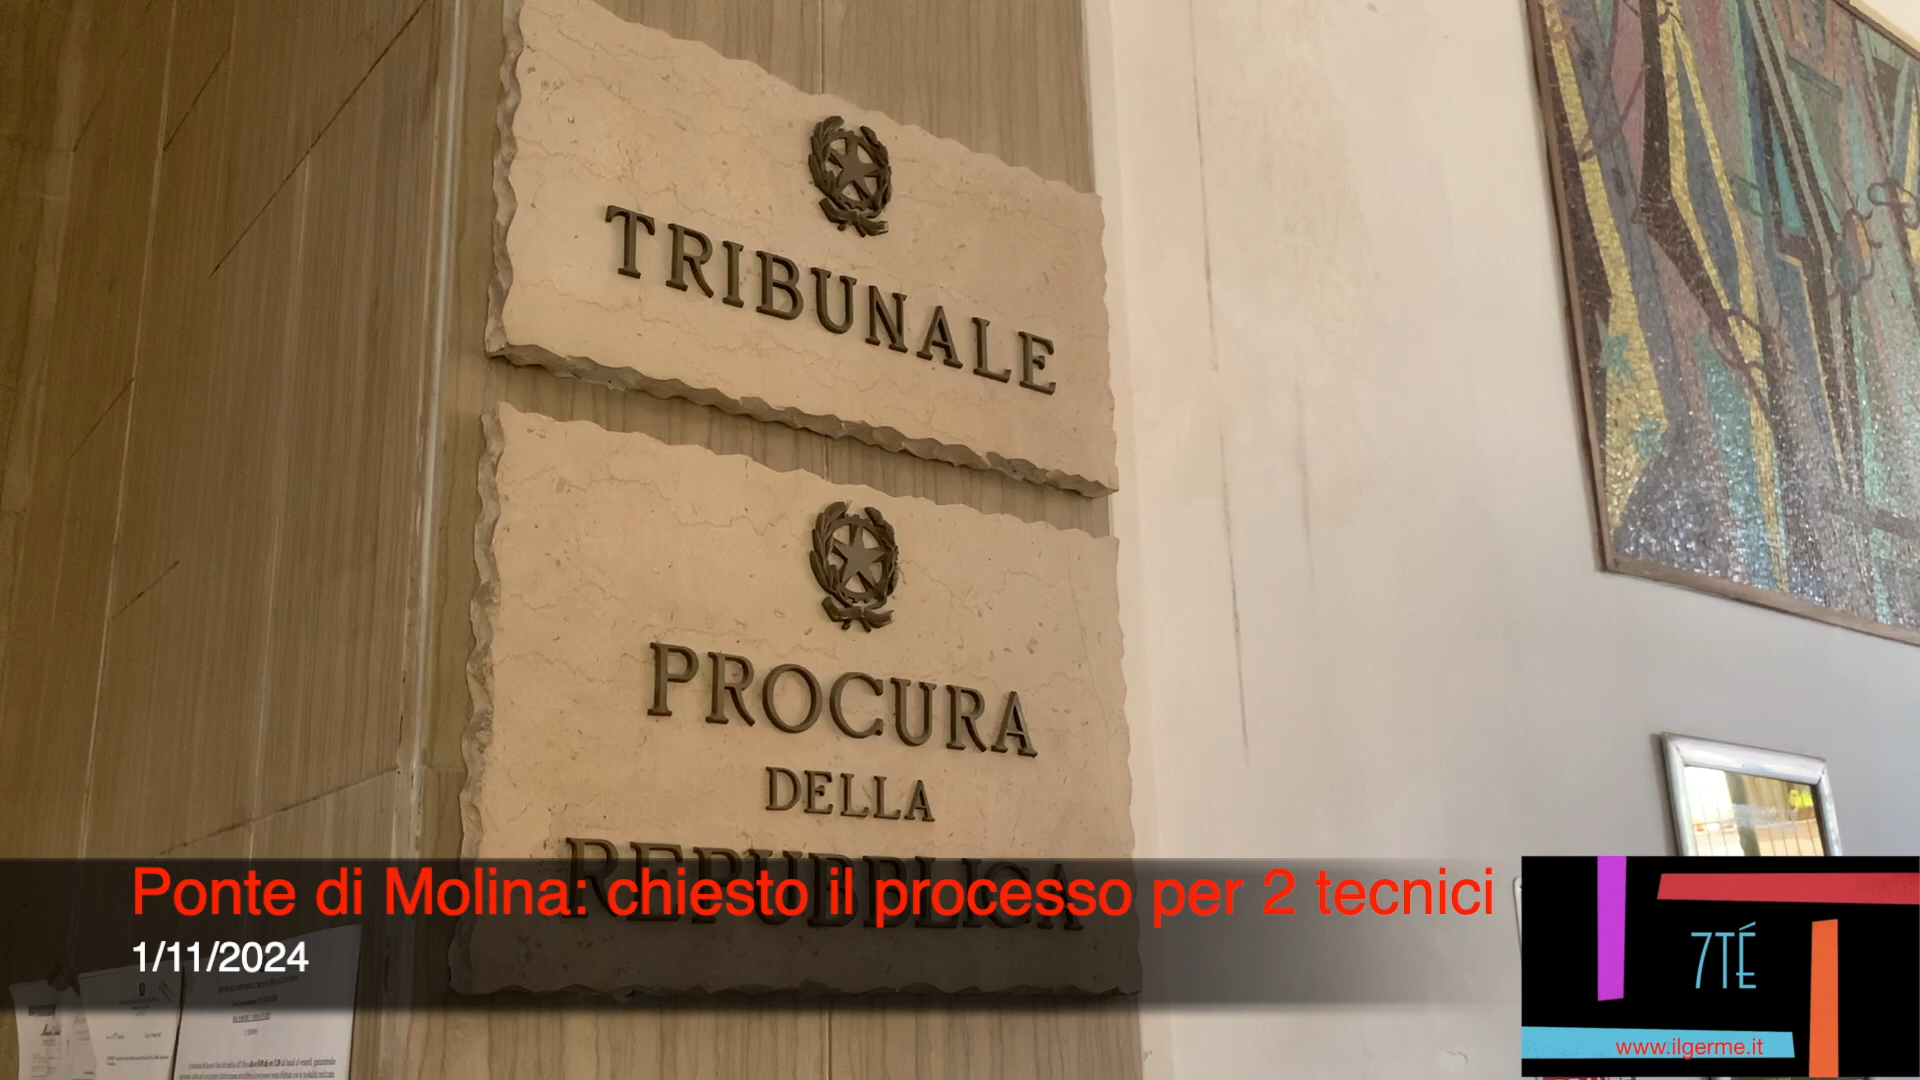 TRIBUNALE
PROCURA
DELLA
REPUBBLICA
Ponte di Molina: chiesto il processo per 2 tecnici
1/11/2024
7TÉ
www.ilgerme.it